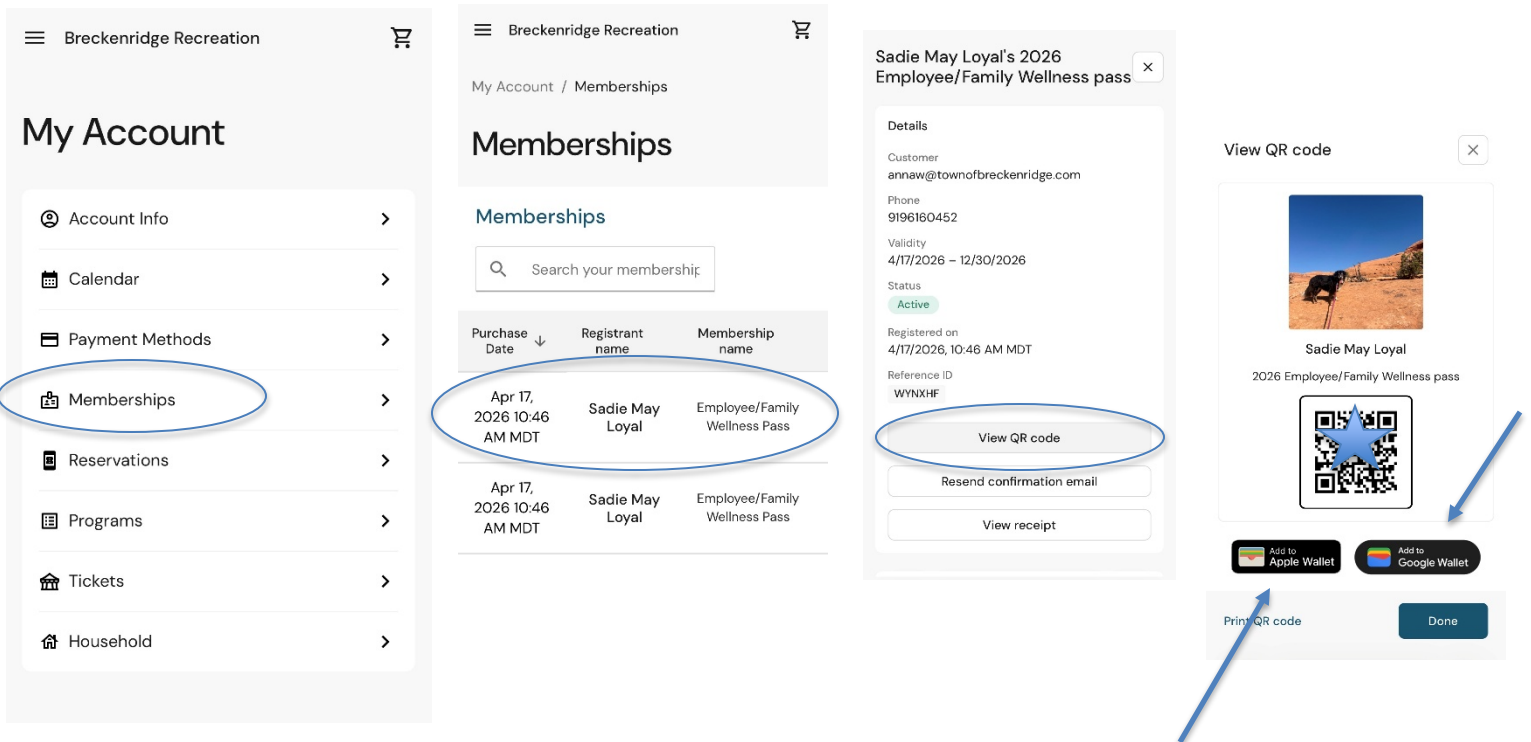 Breckenridge Recreation
My Account
Account Info
Calendar
Payment Methods
Memberships
Reservations
Programs
Tickets
Household
Breckenridge Recreation
My Account / Memberships
Memberships
Memberships
Search your membership
Purchase Date
Registrant name
Membership name
Apr 17,
2026 10:46
AM MDT
Sadie May
Loyal
Employee/Family
Wellness Pass
Apr 17,
2026 10:46
AM MDT
Sadie May
Loyal
Employee/Family
Wellness Pass
Sadie May Loyal's 2026
Employee/Family Wellness pass
Details
Customer
annaw@townofbreckenridge.com
Phone
9196160452
Validity
4/17/2026 – 12/30/2026
Status
Active
Registered on
4/17/2026, 10:46 AM MDT
Reference ID
WYNXHF
View QR code
Resend confirmation email
View receipt
View QR code
Sadie May Loyal
2026 Employee/Family Wellness pass
Add to
Apple Wallet
Add to
Google Wallet
Print QR code
Done